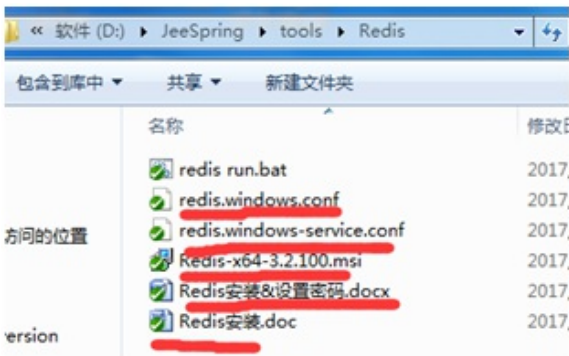 « 软件 (D:) ▸ JeeSpring ▸ tools ▸ Redis
包含到库中 共享 新建文件夹
名称 修改日
redis run.bat 2017,
redis.windows.conf 2017,
访问的位置 redis.windows-service.conf 2017,
Redis-x64-3.2.100.msi 2017,
Redis安装&设置密码.docx 2017,
Redis安装.doc 2017,
version